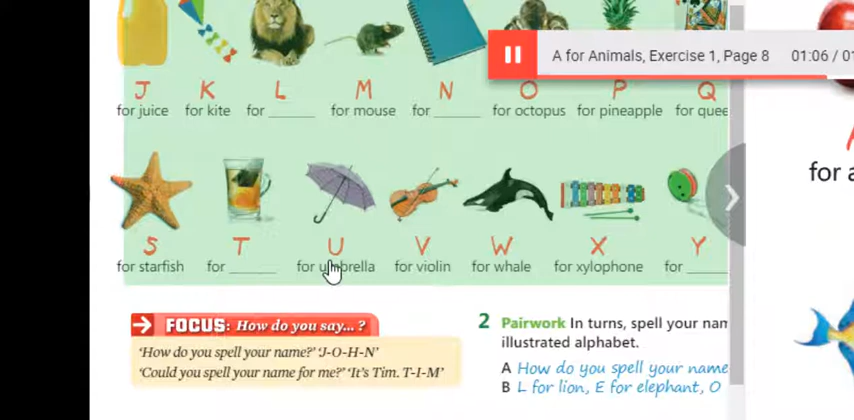 A for Animals, Exercise 1, Page 8 01:06 / 01
J K L M N O P Q
for juice for kite for ______ for mouse for ______ for octopus for pineapple for quee
for a
S T U V W X Y
for starfish for ______ for umbrella for violin for whale for xylophone for ______
FOCUS: How do you say...?
'How do you spell your name?' 'J-O-H-N'
'Could you spell your name for me?' 'It's Tim. T-I-M'
2 Pairwork In turns, spell your nam
illustrated alphabet.
A How do you spell your name
B L for lion, E for elephant, O